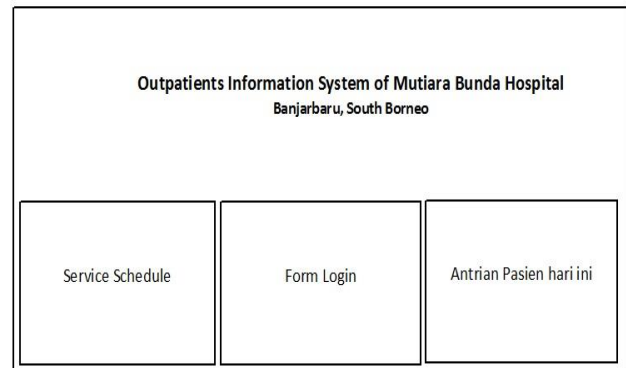 Outpatients Information System of Mutiara Bunda Hospital
Banjarbaru, South Borneo
Service Schedule
Form Login
Antrian Pasien hari ini